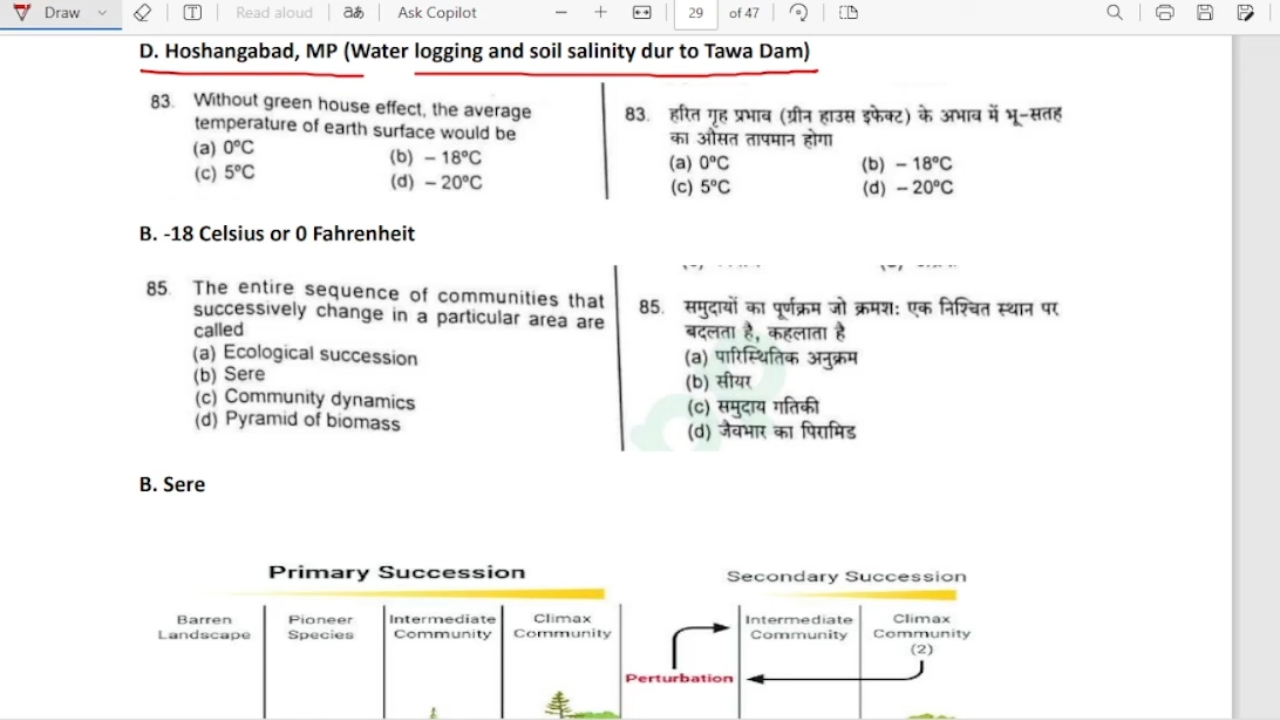 Draw
Read aloud
aあ
Ask Copilot
29
of 47
D. Hoshangabad, MP (Water logging and soil salinity dur to Tawa Dam)
83. Without green house effect, the average
temperature of earth surface would be
(a) 0°C (b) – 18°C
(c) 5°C (d) – 20°C
83. हरित गृह प्रभाव (ग्रीन हाउस इफेक्ट) के अभाव में भू-सतह
का औसत तापमान होगा
(a) 0°C (b) – 18°C
(c) 5°C (d) – 20°C
B. -18 Celsius or 0 Fahrenheit
85. The entire sequence of communities that
successively change in a particular area are
called
(a) Ecological succession
(b) Sere
(c) Community dynamics
(d) Pyramid of biomass
85. समुदायों का पूर्णक्रम जो क्रमश: एक निश्चित स्थान पर
बदलता है, कहलाता है
(a) पारिस्थितिक अनुक्रम
(b) सीयर
(c) समुदाय गतिकी
(d) जैवभार का पिरामिड
B. Sere
Primary Succession
Secondary Succession
Barren
Landscape
Pioneer
Species
Intermediate
Community
Climax
Community
Perturbation
Intermediate
Community
Climax
Community
(2)